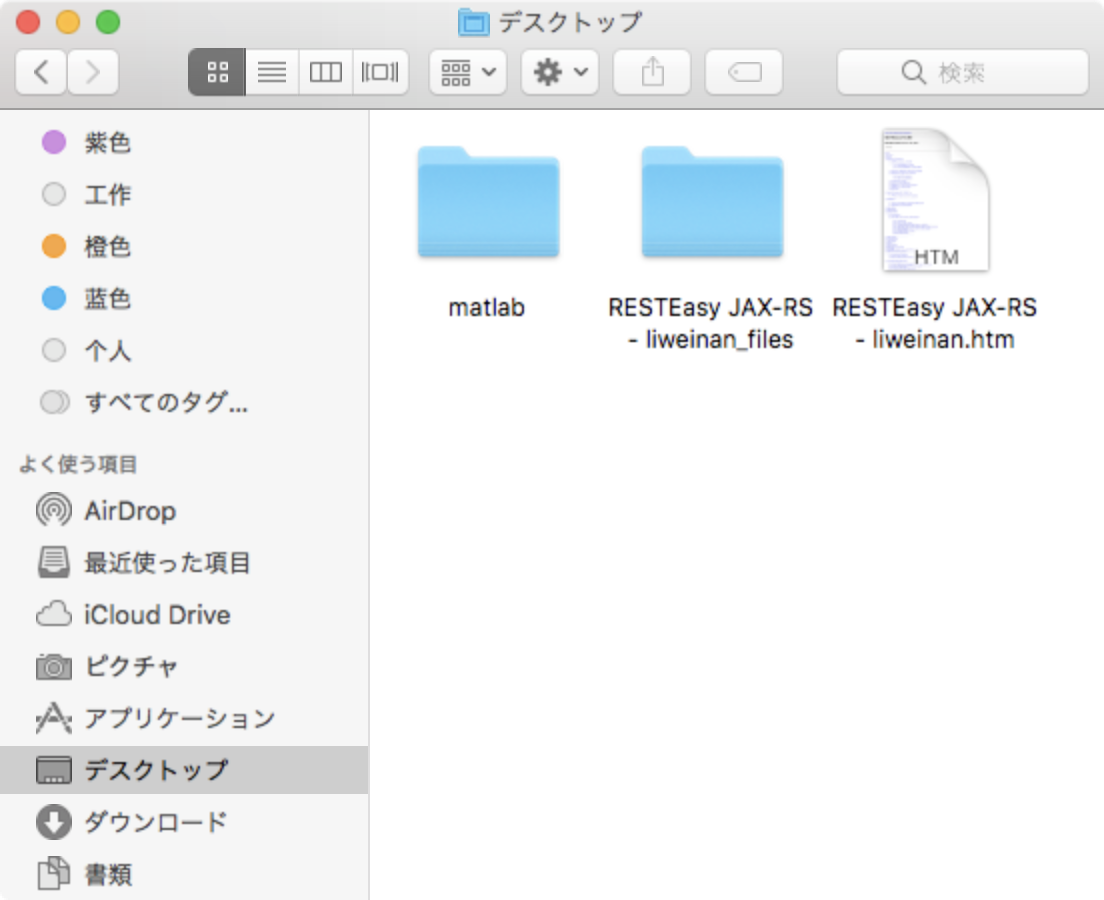 デスクトップ
検索
紫色
工作
橙色
蓝色
个人
すべてのタグ...
よく使う項目
AirDrop
最近使った項目
iCloud Drive
ピクチャ
アプリケーション
デスクトップ
ダウンロード
書類
matlab
RESTEasy JAX-RS
- liweinan_files
HTM
RESTEasy JAX-RS
- liweinan.htm